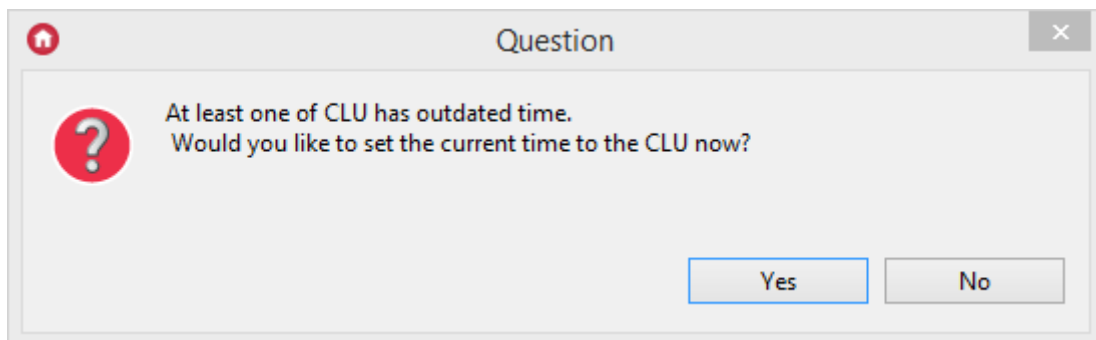 Question
At least one of CLU has outdated time.
Would you like to set the current time to the CLU now?
Yes
No